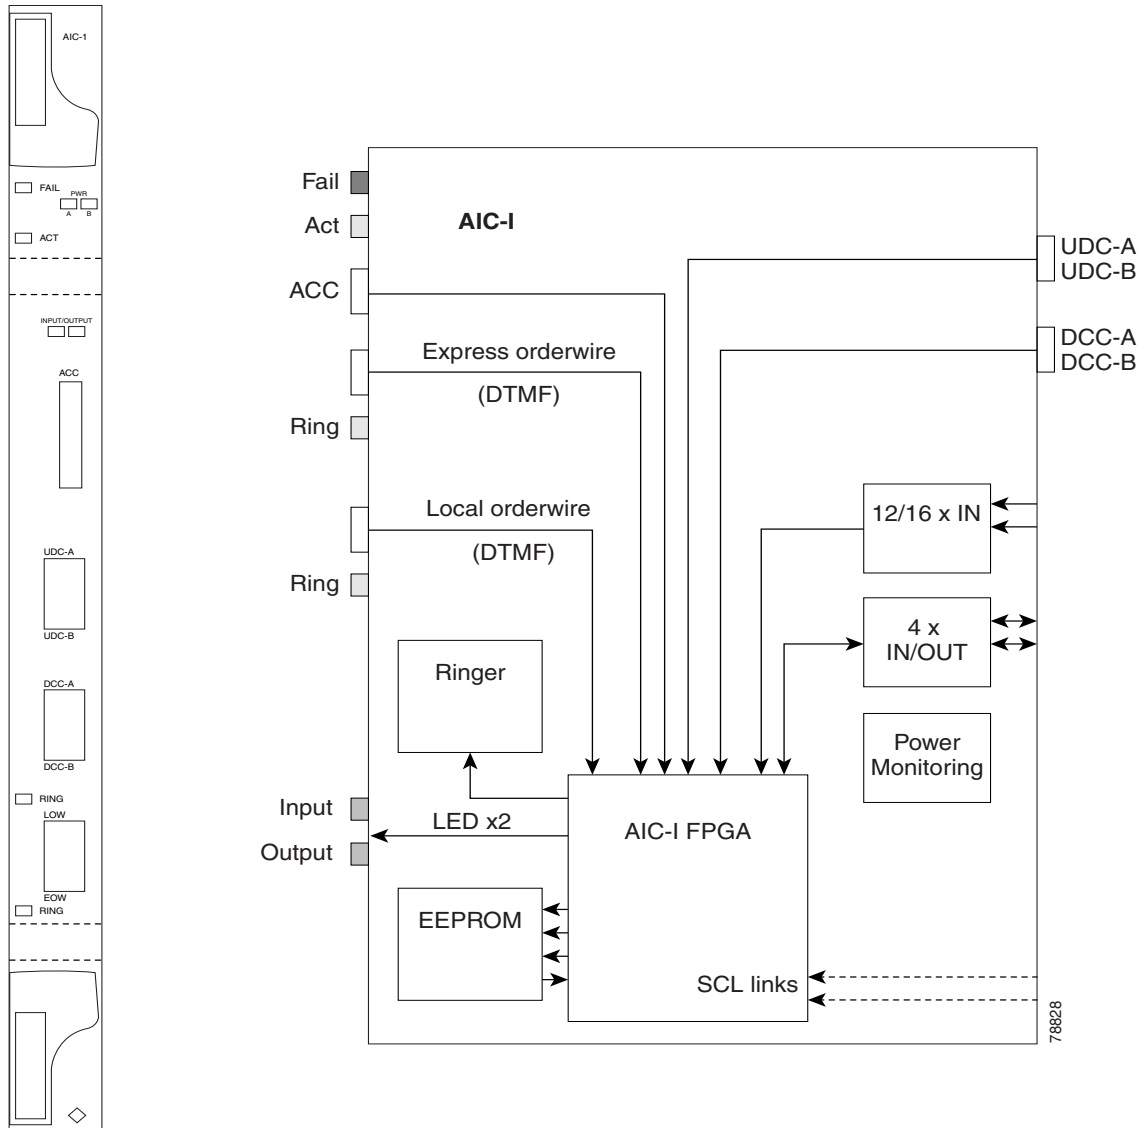 AIC-1
FAIL
PWR
A B
ACT
INPUT/OUTPUT
ACC
UDC-A
UDC-B
DCC-A
DCC-B
RING
LOW
EOW
RING
Fail
Act
AIC-I
ACC
Express orderwire
(DTMF)
Ring
Local orderwire
(DTMF)
Ring
Ringer
Input
LED x2
Output
EEPROM
AIC-I FPGA
SCL links
UDC-A
UDC-B
DCC-A
DCC-B
12/16 x IN
4 x
IN/OUT
Power
Monitoring
78828